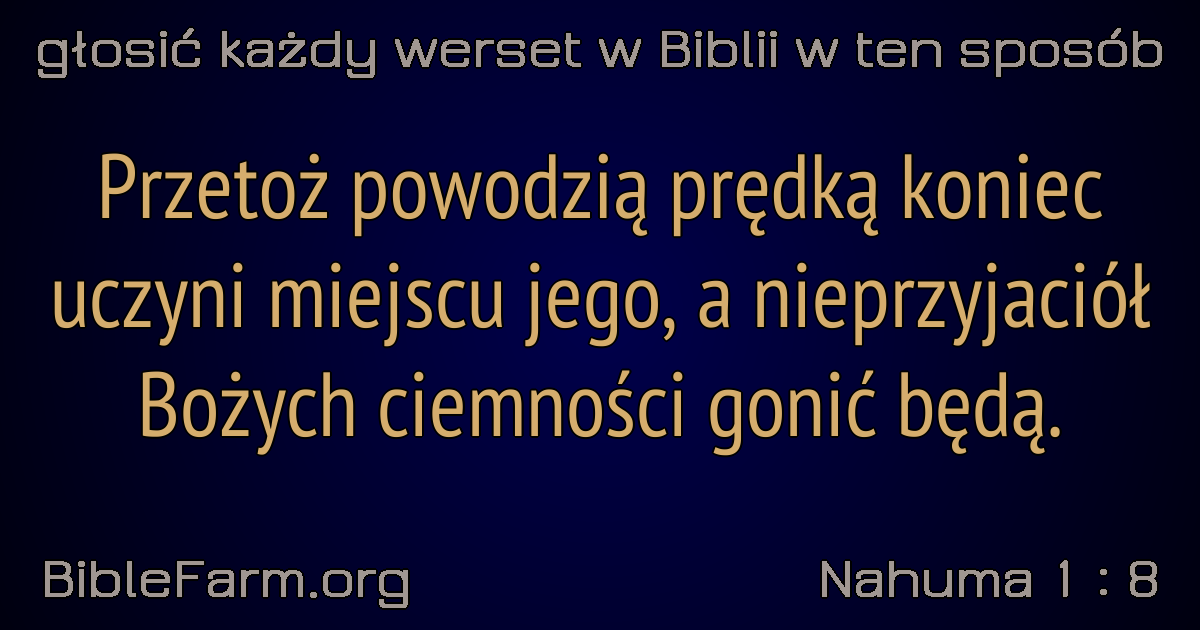 głosić każdy werset w Biblii w ten sposób
Przetoż powodzią prędką koniec
uczyni miejscu jego, a nieprzyjaciół
Bożych ciemności gonić będą.
BibleFarm.org
Nahuma 1 : 8